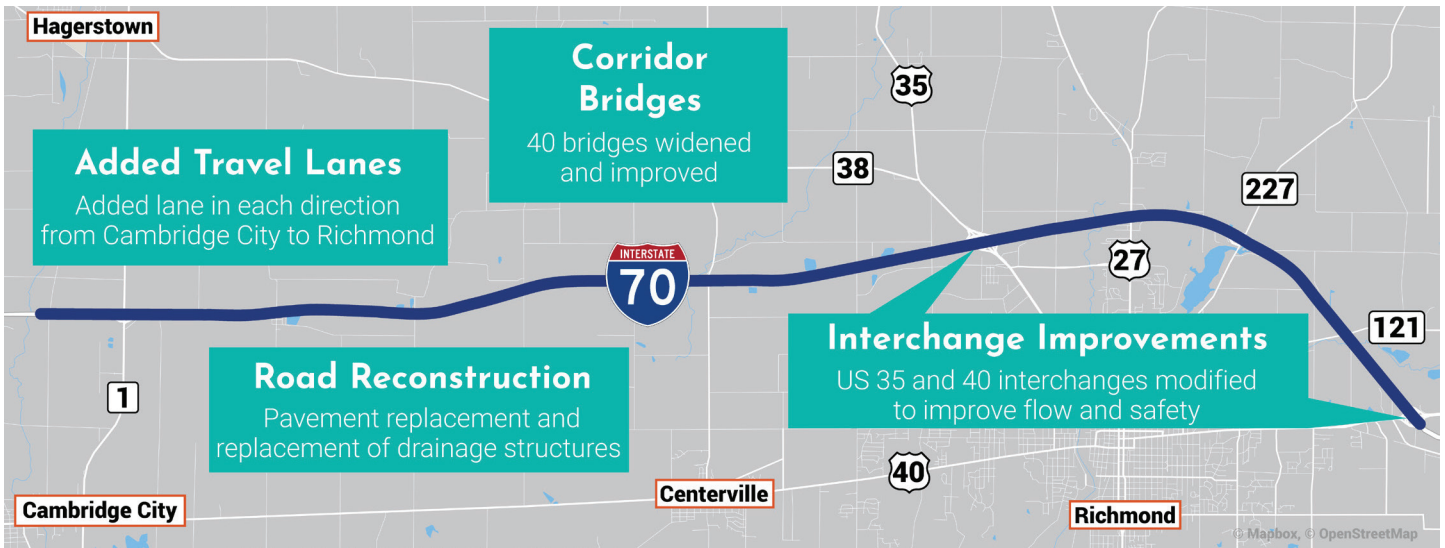 Hagerstown
Corridor
Bridges
40 bridges widened
and improved
35
Added Travel Lanes
Added lane in each direction
from Cambridge City to Richmond
38
227
INTERSTATE
70
27
Interchange Improvements
US 35 and 40 interchanges modified
to improve flow and safety
121
Road Reconstruction
Pavement replacement and
replacement of drainage structures
1
40
Centerville
Cambridge City
Richmond
© Mapbox, © OpenStreetMap